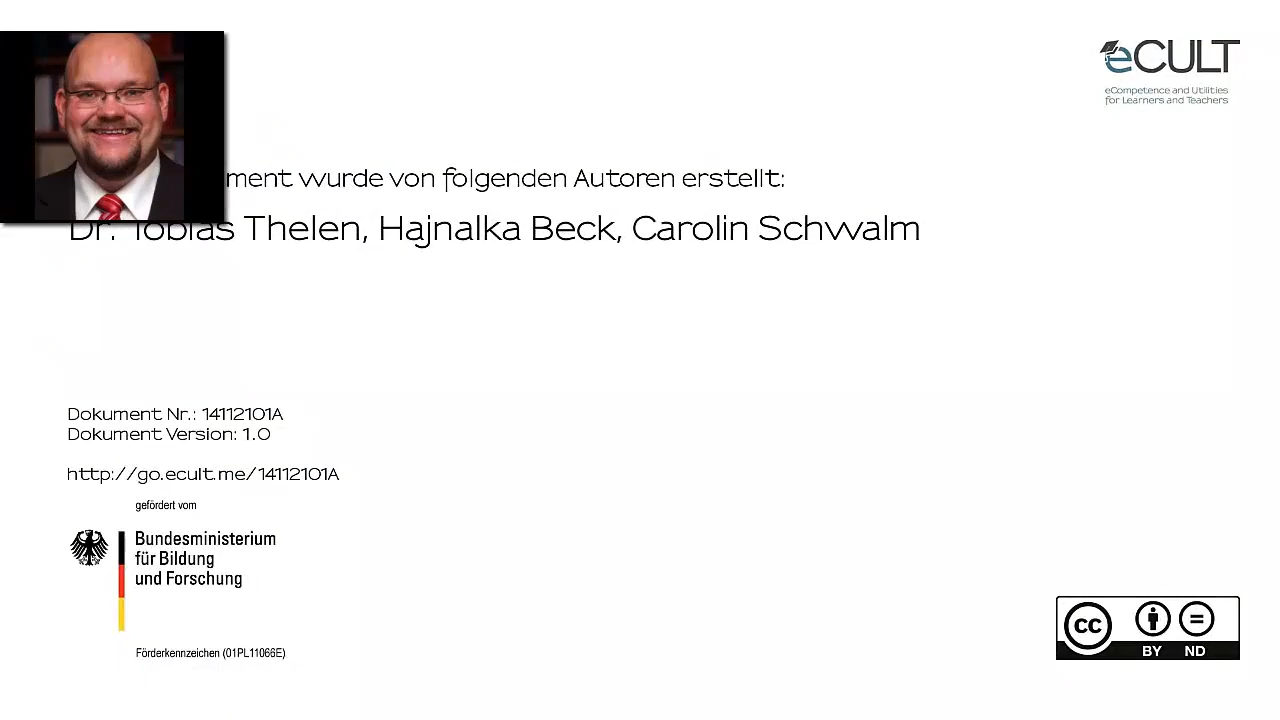 eCULT
eCompetence and Utilities
for Learners and Teachers
wurde von folgenden Autoren erstellt:
Dr. Tobias Thelen, Hajnalka Beck, Carolin Schwalm
Dokument Nr.: 14112101A
Dokument Version: 1.0
http://go.ecult.me/14112101A
gefördert vom
Bundesministerium
für Bildung
und Forschung
Förderkennzeichen (01PL11066E)
cc
BY ND